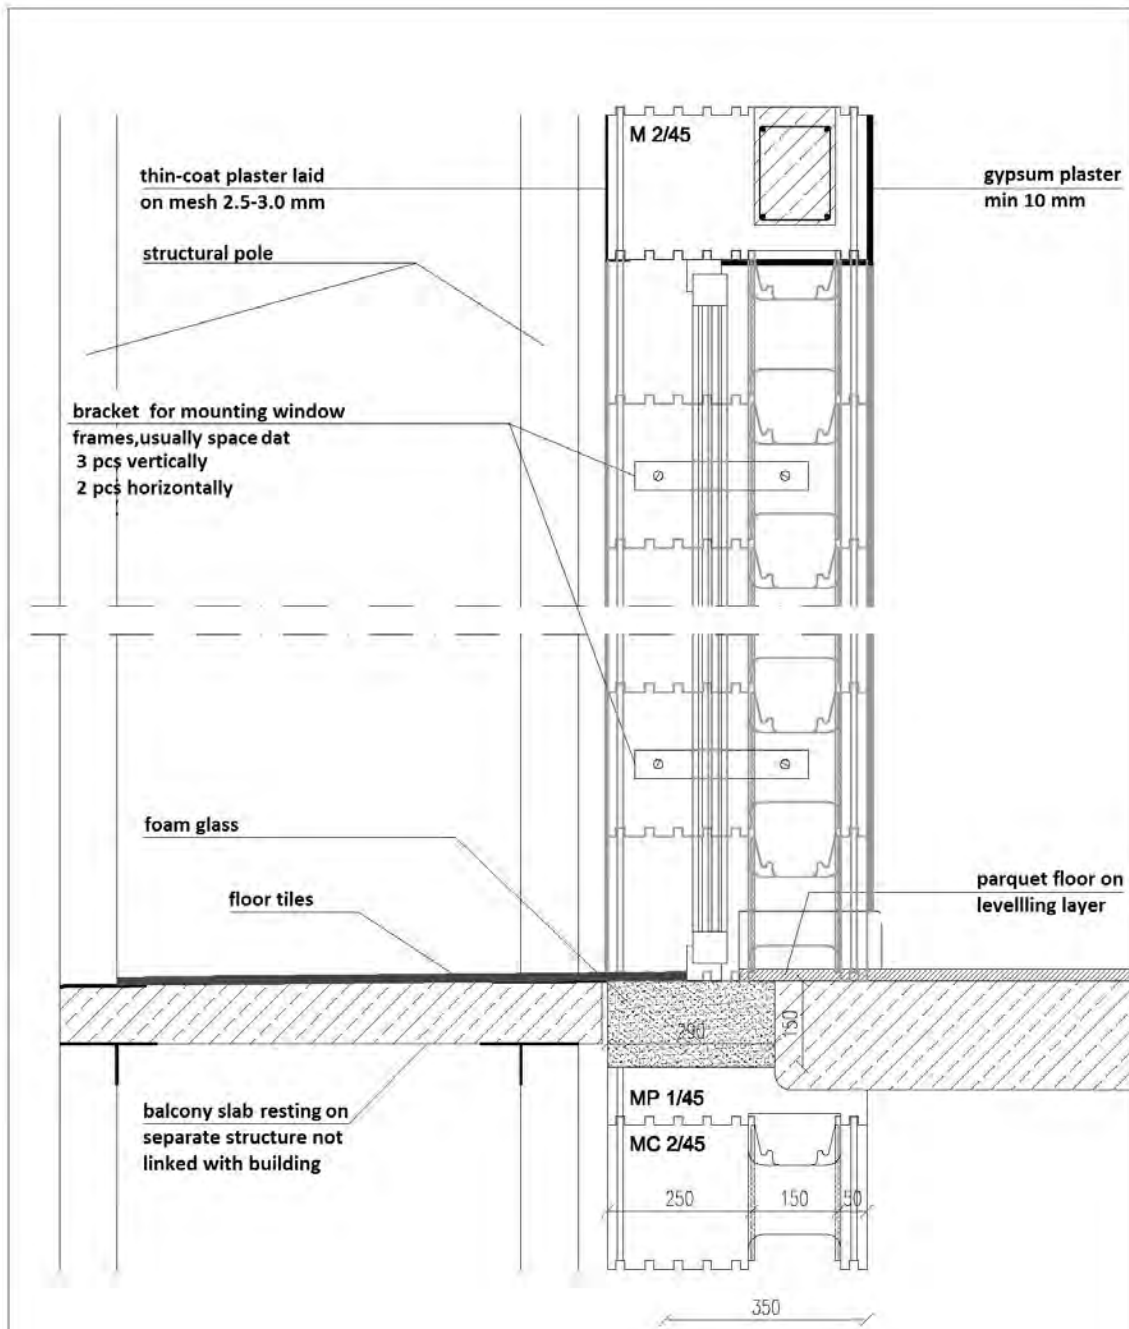 M 2/45
thin-coat plaster laid
on mesh 2.5-3.0 mm
gypsum plaster
min 10 mm
structural pole
bracket for mounting window
frames,usually space dat
3 pcs vertically
2 pcs horizontally
foam glass
floor tiles
parquet floor on
levellling layer
290
150
MP 1/45
balcony slab resting on
separate structure not
linked with building
MC 2/45
250
150
50
350